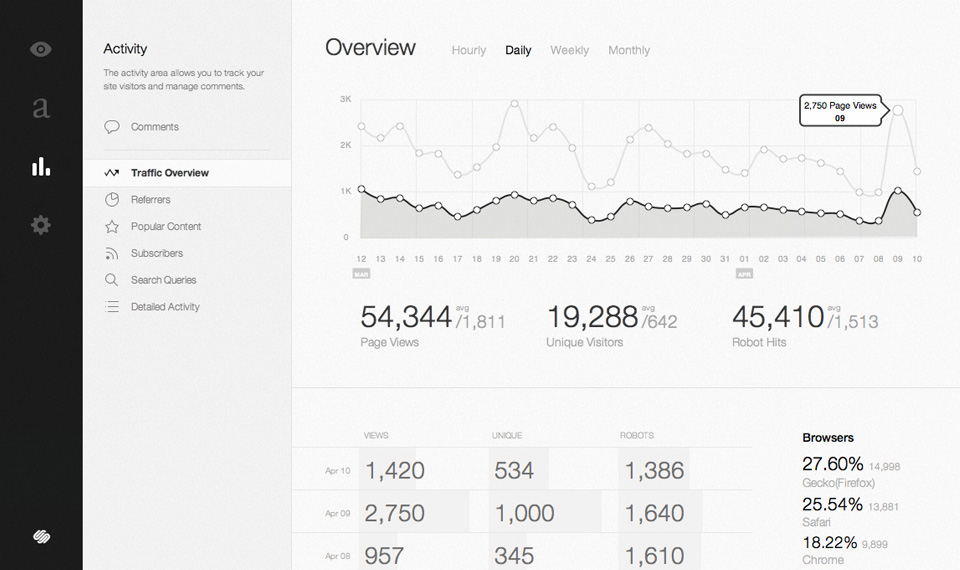 a
Activity
The activity area allows you to track your
site visitors and manage comments.
Comments
Traffic Overview
Referrers
Popular Content
Subscribers
Search Queries
Detailed Activity
Overview Hourly Daily Weekly Monthly
3K
2K
1K
0
2,750 Page Views
09
12 13 14 15 16 17 18 19 20 21 22 23 24 25 26 27 28 29 30 31 01 02 03 04 05 06 07 08 09 10
MAR APR
54,344 avg /1,811
Page Views
19,288 avg /642
Unique Visitors
45,410 avg /1,513
Robot Hits
VIEWS UNIQUE ROBOTS
Apr 10 1,420 534 1,386
Apr 09 2,750 1,000 1,640
Apr 08 957 345 1,610
Browsers
27.60% 14,998
Gecko(Firefox)
25.54% 13,881
Safari
18.22% 9,899
Chrome